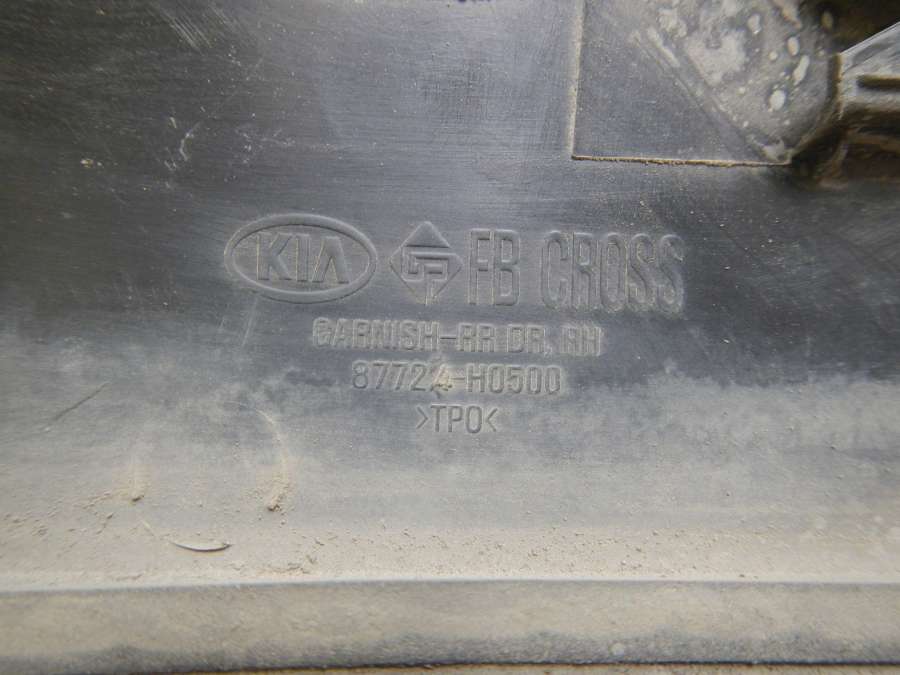 KIA FB CROSS
GARNISH-RR DR, RH
87724-H0500
>TPO<